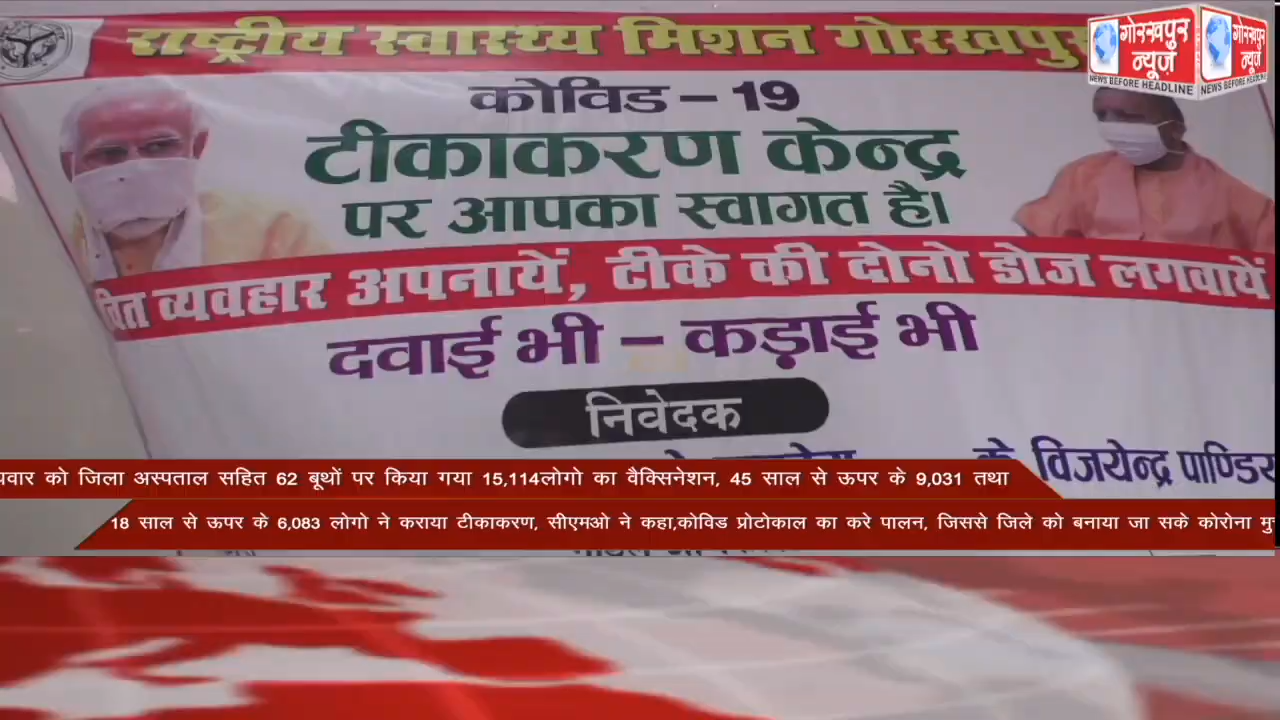 राष्ट्रीय स्वास्थ्य मिशन गोरखपुर
गोरखपुर न्यूज़
NEWS BEFORE HEADLINE
गोरखपुर न्यूज़
NEWS BEFORE HEADLINE
कोविड – 19
टीकाकरण केन्द्र
पर आपका स्वागत है।
व्यवहार अपनायें, टीके की दोनो डोज लगवायें
दवाई भी – कड़ाई भी
निवेदक
विजयेन्द्र पाण्डि
को जिला अस्पताल सहित 62 बूथों पर किया गया 15,114लोगो का वैक्सिनेशन, 45 साल से ऊपर के 9,031 तथा
18 साल से ऊपर के 6,083 लोगो ने कराया टीकाकरण, सीएमओ ने कहा,कोविड प्रोटोकाल का करे पालन, जिससे जिले को बनाया जा सके कोरोना